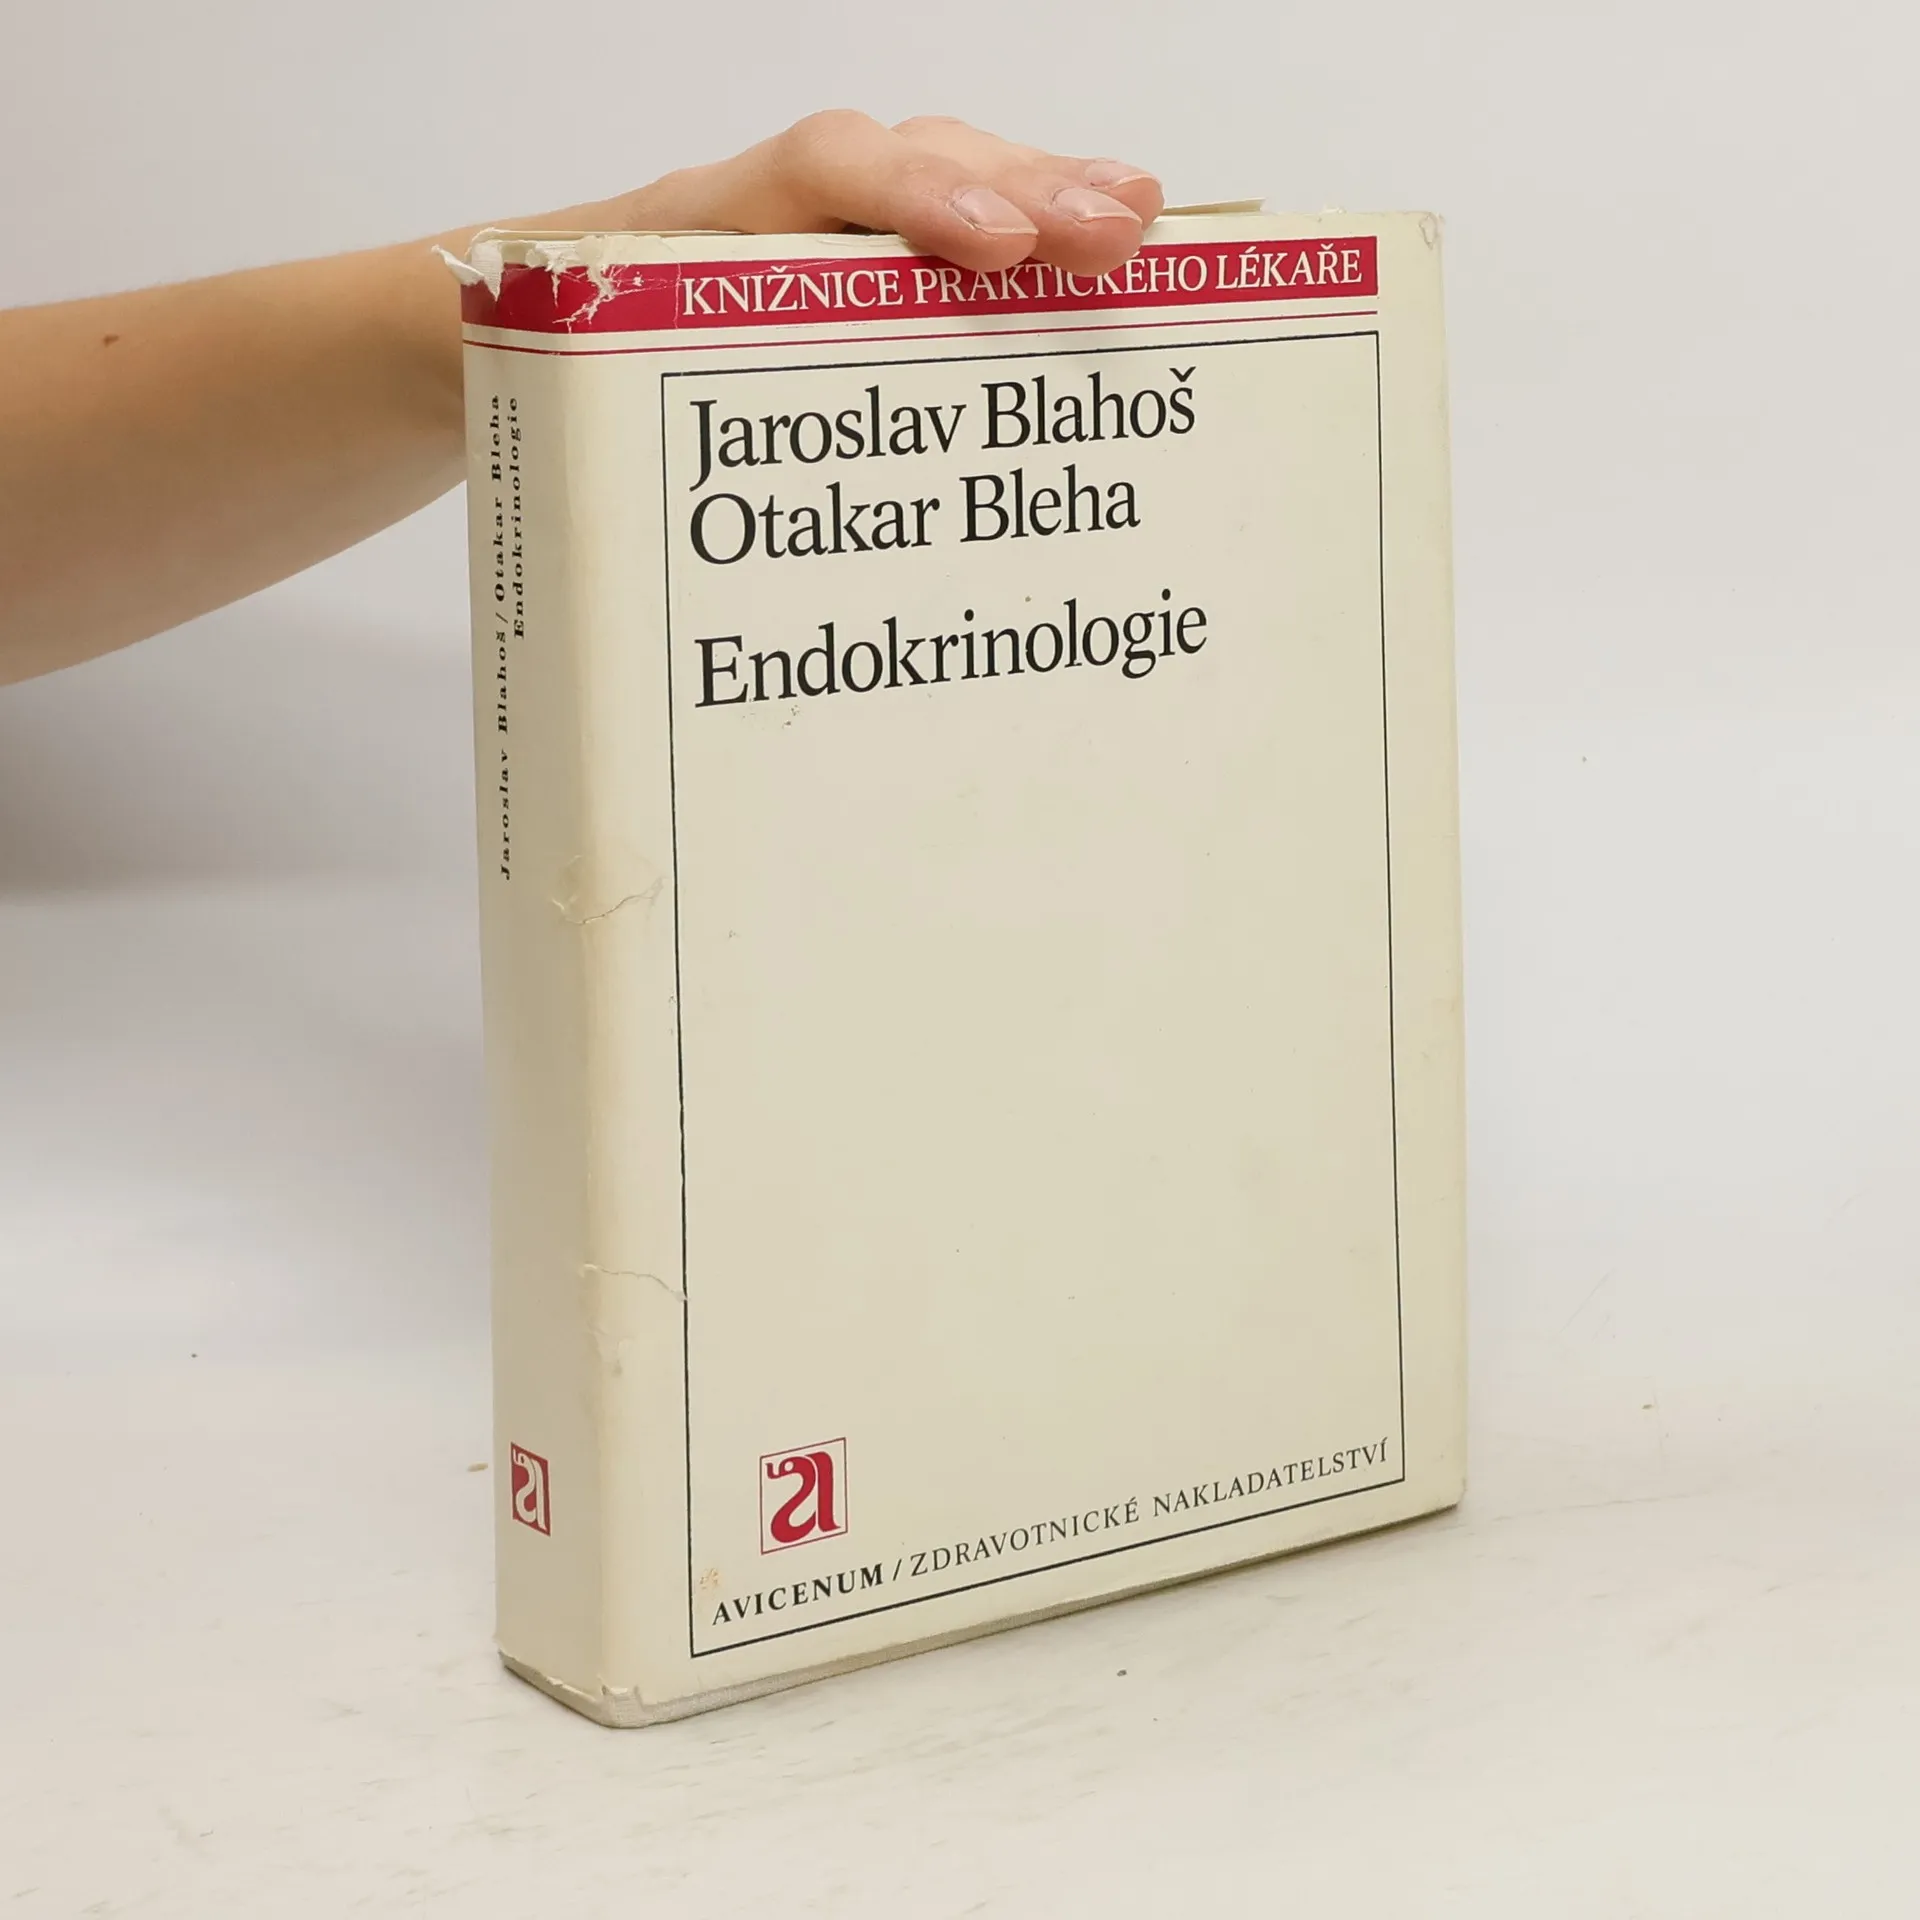 KNIŽNICE PRAKTICKÉHO LÉKAŘE
Jaroslav Blahoš
Otakar Bleha
Endokrinologie
a
AVICENUM / ZDRAVOTNICKÉ NAKLADATELSTVÍ
Jaroslav Blahoš / Otakar Bleha
Endokrinologie
a